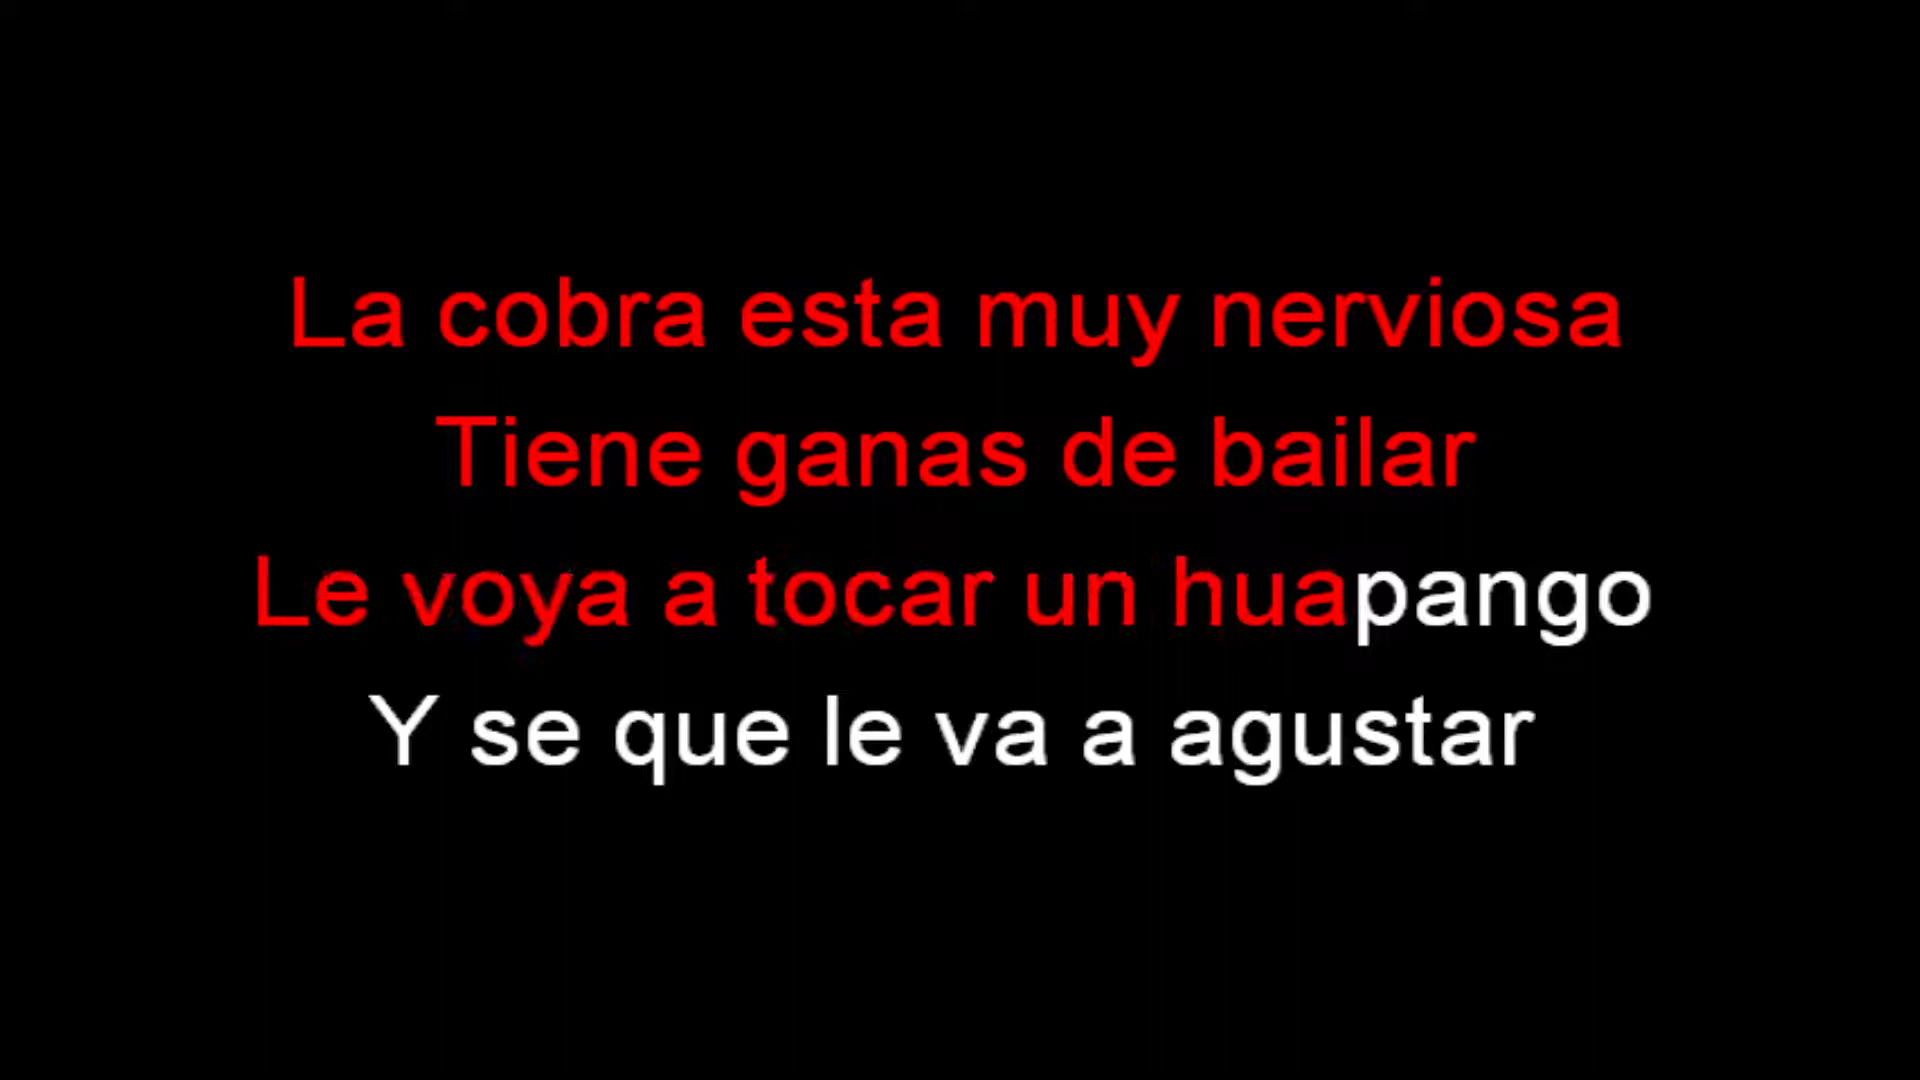 La cobra esta muy nerviosa
Tiene ganas de bailar
Le voya a tocar un huapango
Y se que le va a agustar